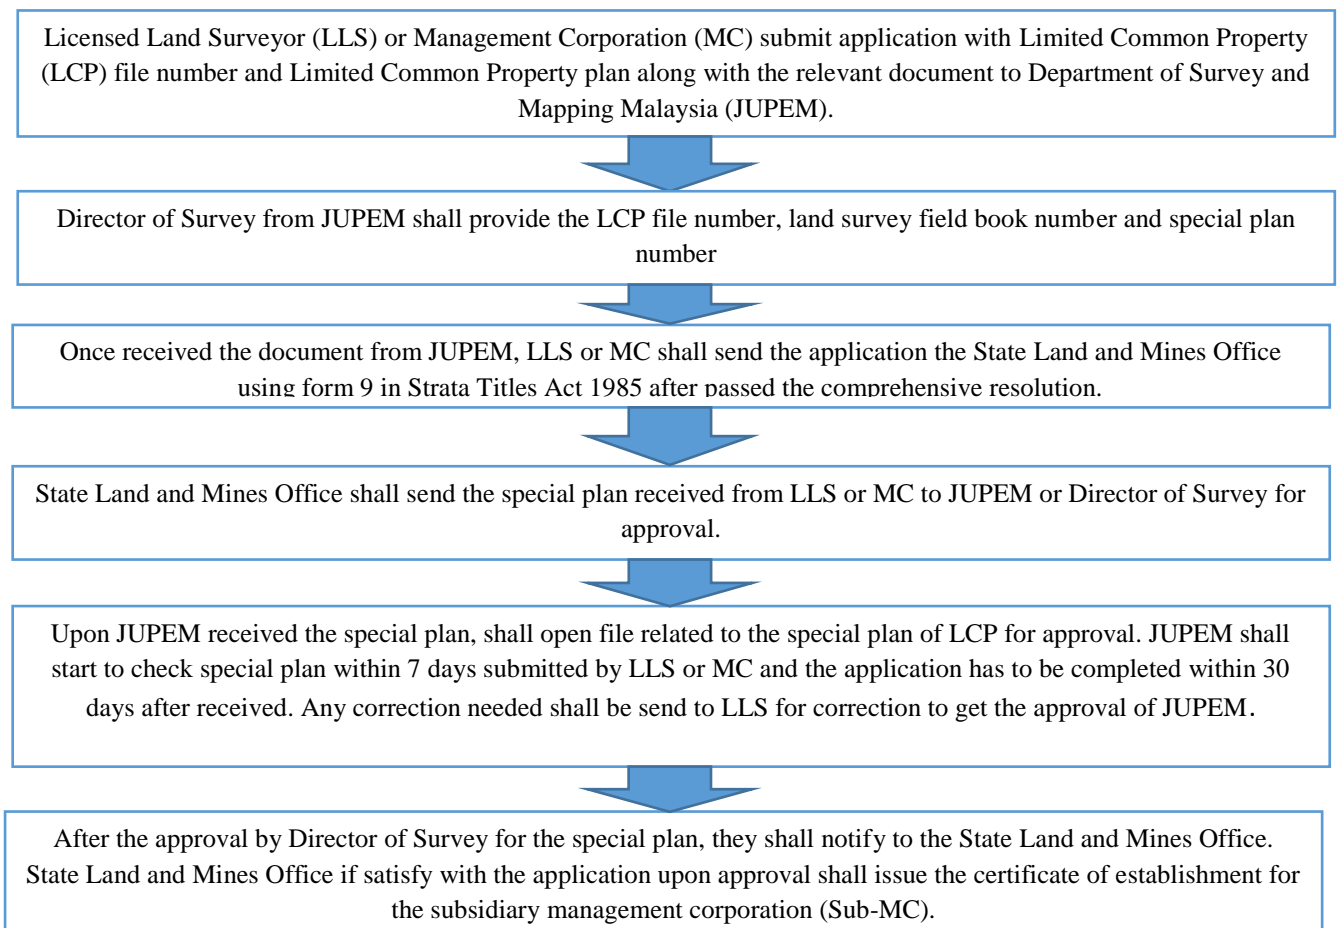 Licensed Land Surveyor (LLS) or Management Corporation (MC) submit application with Limited Common Property
(LCP) file number and Limited Common Property plan along with the relevant document to Department of Survey and
Mapping Malaysia (JUPEM).
Director of Survey from JUPEM shall provide the LCP file number, land survey field book number and special plan
number
Once received the document from JUPEM, LLS or MC shall send the application the State Land and Mines Office
using form 9 in Strata Titles Act 1985 after passed the comprehensive resolution.
State Land and Mines Office shall send the special plan received from LLS or MC to JUPEM or Director of Survey for
approval.
Upon JUPEM received the special plan, shall open file related to the special plan of LCP for approval. JUPEM shall
start to check special plan within 7 days submitted by LLS or MC and the application has to be completed within 30
days after received. Any correction needed shall be send to LLS for correction to get the approval of JUPEM.
After the approval by Director of Survey for the special plan, they shall notify to the State Land and Mines Office.
State Land and Mines Office if satisfy with the application upon approval shall issue the certificate of establishment for
the subsidiary management corporation (Sub-MC).